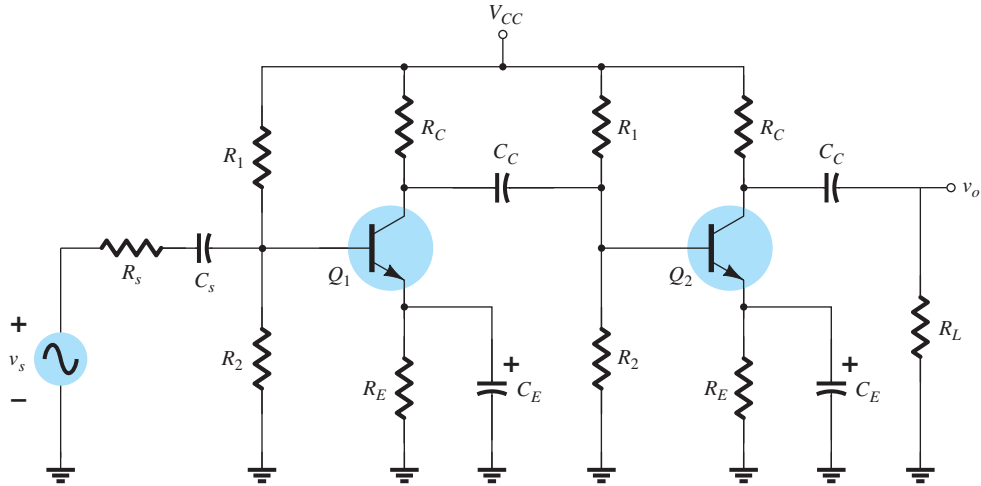 V_CC
R_1
R_C
C_C
R_1
R_C
C_C
v_o
R_s
C_s
Q_1
Q_2
+
v_s
−
R_2
R_E
+
C_E
R_2
R_E
+
C_E
R_L